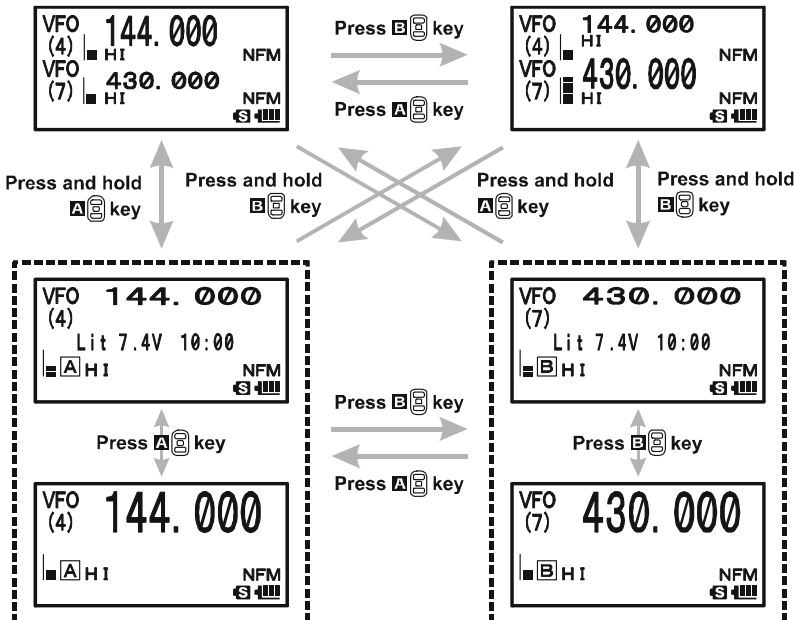 VFO 144. 000
(4) HI NFM
VFO 430. 000
(7) HI NFM
S
Press B key
Press A key
VFO 144. 000
(4) HI NFM
VFO 430. 000
(7) HI NFM
S
Press and hold
A key
Press and hold
B key
Press and hold
A key
Press and hold
B key
VFO 144. 000
(4)
Lit 7.4V 10:00
A HI NFM
S
VFO 430. 000
(7)
Lit 7.4V 10:00
B HI NFM
S
Press A key
Press B key
Press A key
Press B key
VFO 144. 000
(4)
A HI NFM
S
VFO 430. 000
(7)
B HI NFM
S